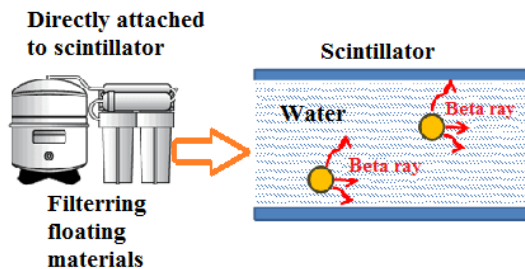 Directly attached
to scintillator
Filterring
floating
materials
Scintillator
Water
Beta ray
Beta ray